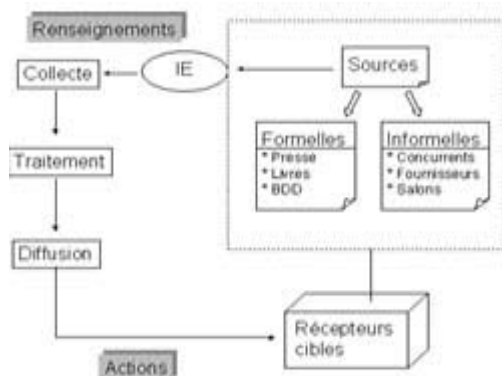 Renseignements
Collecte
IE
Sources
Formelles
* Presse
* Livres
* BDD
Informelles
* Concurrents
* Fournisseurs
* Salons
Traitement
Diffusion
Récepteurs
cibles
Actions